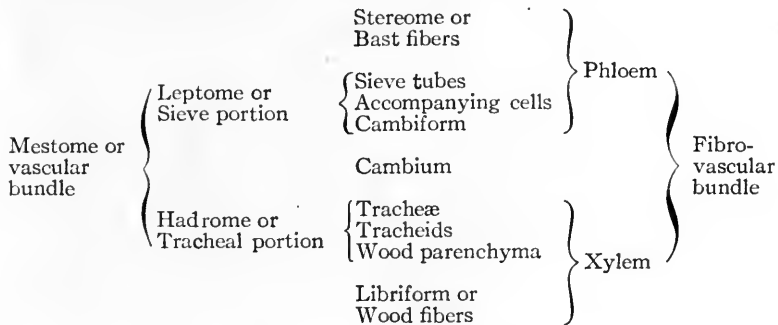 Stereome or
Bast fibers
Phloem
Leptome or
Sieve portion
Sieve tubes
Accompanying cells
Cambiform
Mestome or
vascular
bundle
Cambium
Fibro-
vascular
bundle
Hadrome or
Tracheal portion
Tracheæ
Tracheids
Wood parenchyma
Xylem
Libriform or
Wood fibers